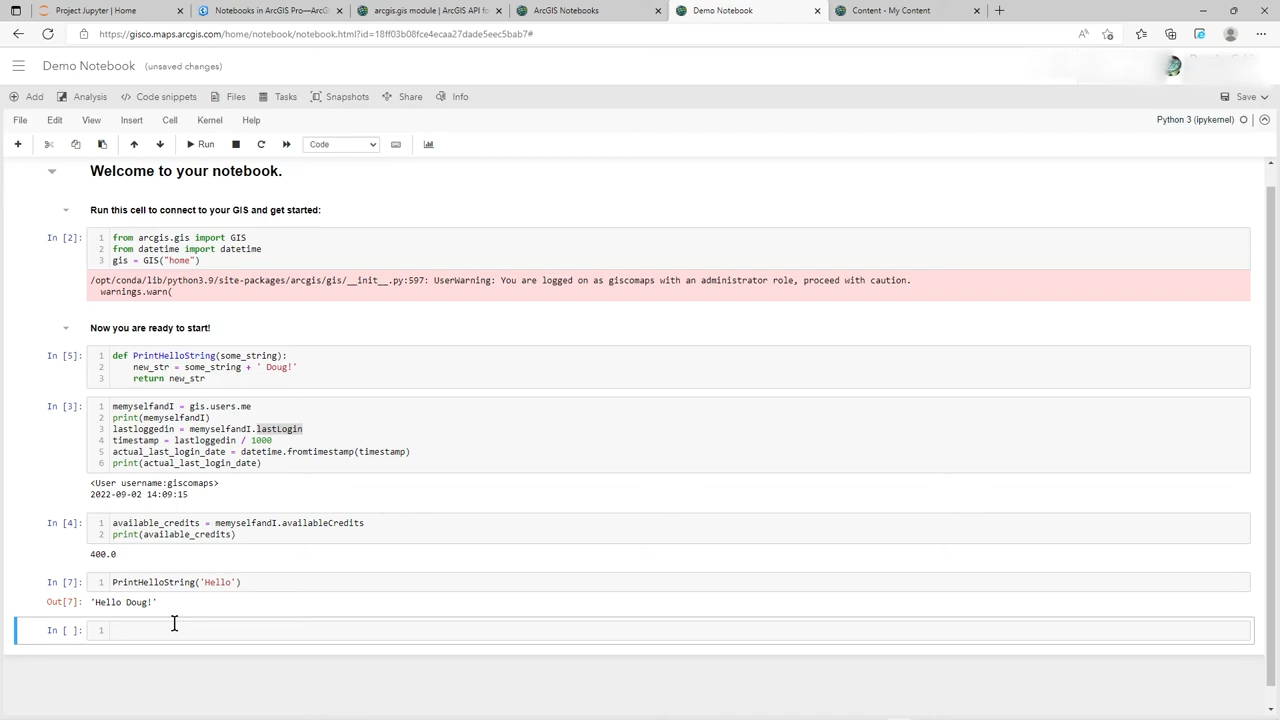 Project Jupyter | Home
Notebooks in ArcGIS Pro—ArcG
arcgis.gis module | ArcGIS API fo
ArcGIS Notebooks
Demo Notebook
Content - My Content
https://gisco.maps.arcgis.com/home/notebook/notebook.html?id=18ff03b08fce4ecaa27dade5eec5bab7#
Demo Notebook (unsaved changes)
Add Analysis Code snippets Files Tasks Snapshots Share Info Save
File Edit View Insert Cell Kernel Help Python 3 (ipykernel)
Run Code
Welcome to your notebook.
Run this cell to connect to your GIS and get started:
In [2]: 1 from arcgis.gis import GIS
2 from datetime import datetime
3 gis = GIS("home")
/opt/conda/lib/python3.9/site-packages/arcgis/gis/__init__.py:597: UserWarning: You are logged on as giscomaps with an administrator role, proceed with caution.
warnings.warn(
Now you are ready to start!
In [5]: 1 def PrintHelloString(some_string):
2 new_str = some_string + ' Doug!'
3 return new_str
In [3]: 1 memyselfandI = gis.users.me
2 print(memyselfandI)
3 lastloggedin = memyselfandI.lastLogin
4 timestamp = lastloggedin / 1000
5 actual_last_login_date = datetime.fromtimestamp(timestamp)
6 print(actual_last_login_date)
<User username:giscomaps>
2022-09-02 14:09:15
In [4]: 1 available_credits = memyselfandI.availableCredits
2 print(available_credits)
400.0
In [7]: 1 PrintHelloString('Hello')
Out[7]: 'Hello Doug!'
In [ ]: 1